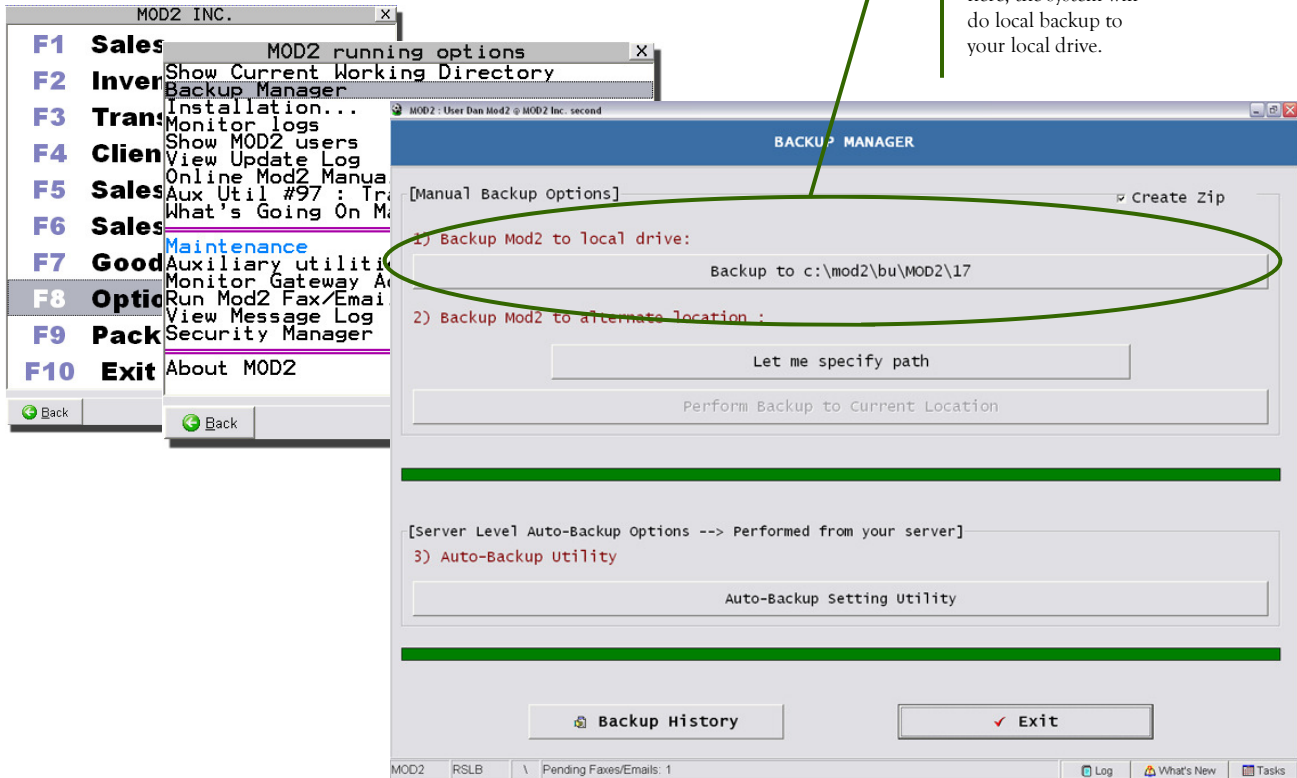 do local backup to
your local drive.
MOD2 INC.
F1 Sales
F2 Inven
F3 Trans
F4 Clien
F5 Sales
F6 Sales
F7 Good
F8 Optio
F9 Pack
F10 Exit
Back
MOD2 running options
Show Current Working Directory
Backup Manager
Installation...
Monitor logs
Show MOD2 users
View Update Log
Online Mod2 Manua
Aux Util #97 : Tra
What's Going On Ma
Maintenance
Auxiliary utiliti
Monitor Gateway Ac
Run Mod2 Fax/Emai
View Message Log
Security Manager
About MOD2
Back
MOD2 : User Dan Mod2 @ MOD2 Inc. second
BACKUP MANAGER
[Manual Backup Options]
Create Zip
1) Backup Mod2 to local drive:
Backup to c:\mod2\bu\MOD2\17
2) Backup Mod2 to alternate location :
Let me specify path
Perform Backup to Current Location
[Server Level Auto-Backup Options --> Performed from your server]
3) Auto-Backup Utility
Auto-Backup Setting Utility
Backup History
Exit
MOD2 RSLB \ Pending Faxes/Emails: 1
Log
What's New
Tasks